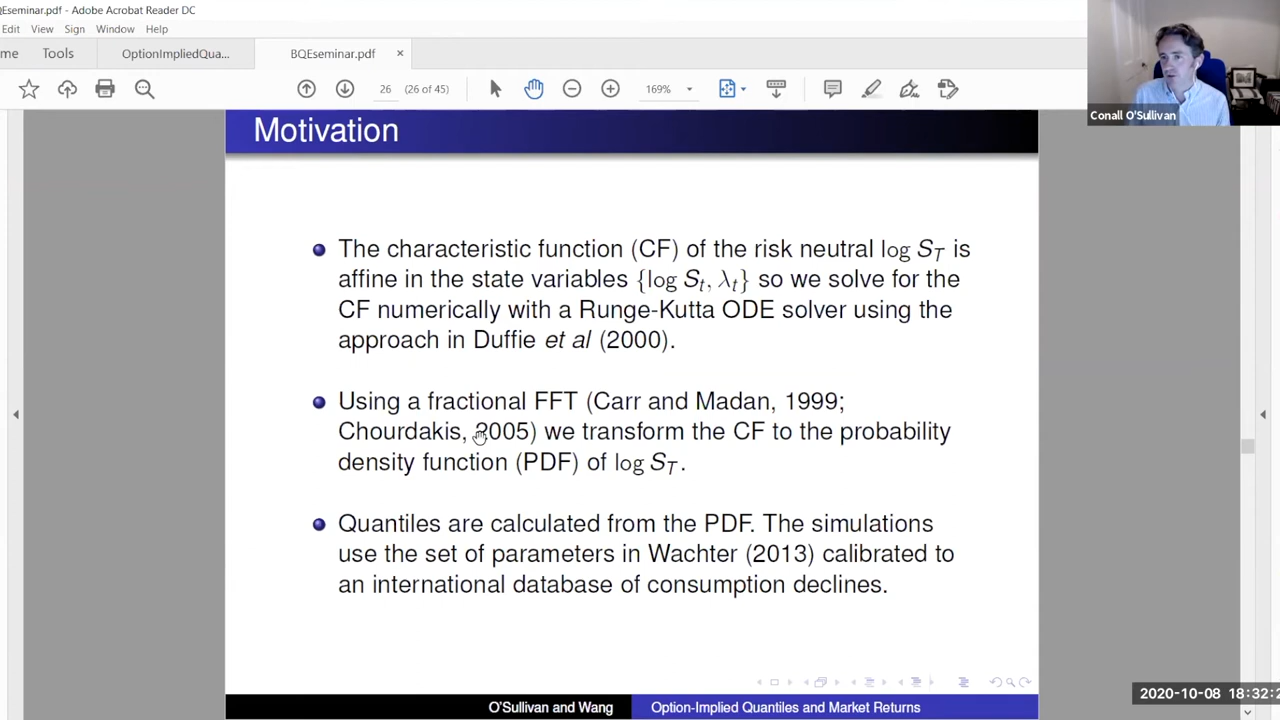 QEseminar.pdf - Adobe Acrobat Reader DC
Edit View Sign Window Help
me Tools OptionImpliedQua... BQEseminar.pdf ×
26 (26 of 45) 169%
Conall O'Sullivan
Motivation
The characteristic function (CF) of the risk neutral log S_T is
affine in the state variables {log S_t, λ_t} so we solve for the
CF numerically with a Runge-Kutta ODE solver using the
approach in Duffie et al (2000).
Using a fractional FFT (Carr and Madan, 1999;
Chourdakis, 2005) we transform the CF to the probability
density function (PDF) of log S_T.
Quantiles are calculated from the PDF. The simulations
use the set of parameters in Wachter (2013) calibrated to
an international database of consumption declines.
O'Sullivan and Wang Option-Implied Quantiles and Market Returns
2020-10-08 18:32:2